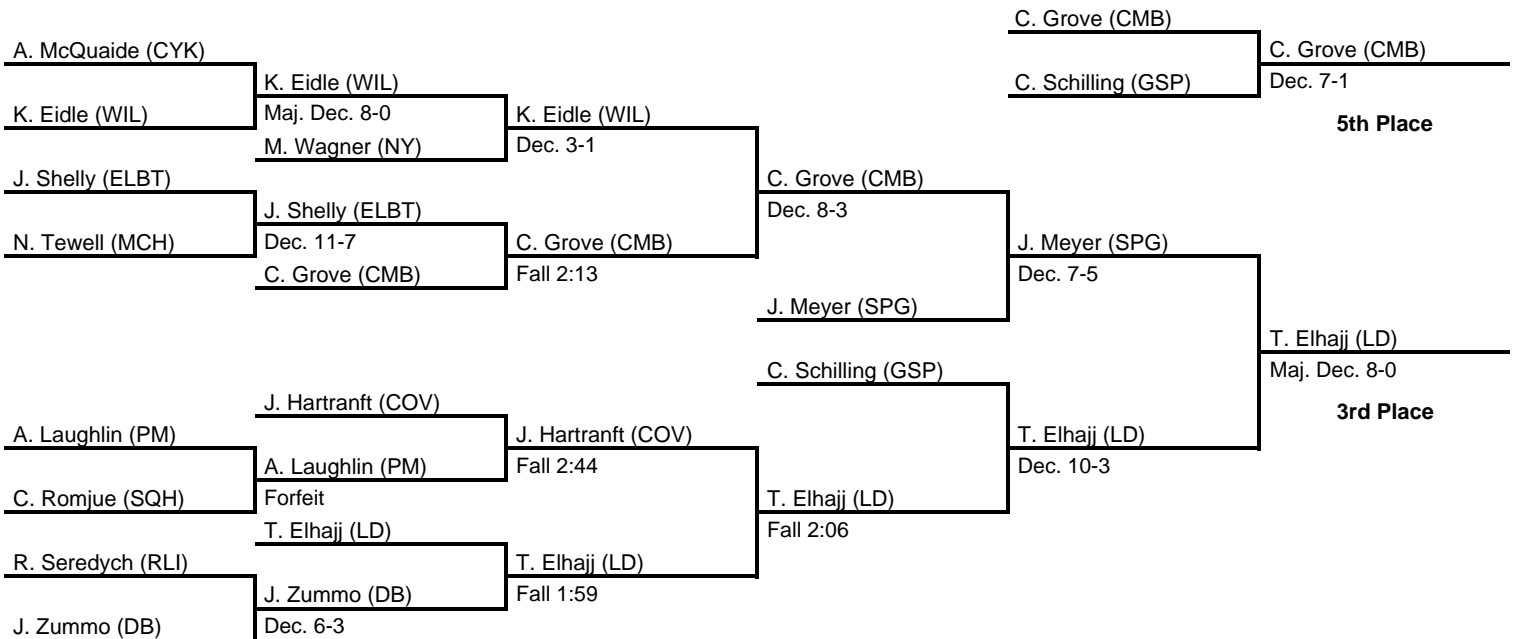 C. Grove (CMB)
A. McQuaide (CYK)
C. Grove (CMB)
K. Eidle (WIL)
C. Schilling (GSP)
Dec. 7-1
K. Eidle (WIL)
Maj. Dec. 8-0
K. Eidle (WIL)
5th Place
M. Wagner (NY)
Dec. 3-1
J. Shelly (ELBT)
C. Grove (CMB)
J. Shelly (ELBT)
Dec. 8-3
N. Tewell (MCH)
Dec. 11-7
C. Grove (CMB)
J. Meyer (SPG)
C. Grove (CMB)
Fall 2:13
Dec. 7-5
J. Meyer (SPG)
T. Elhajj (LD)
C. Schilling (GSP)
Maj. Dec. 8-0
J. Hartranft (COV)
3rd Place
A. Laughlin (PM)
J. Hartranft (COV)
T. Elhajj (LD)
A. Laughlin (PM)
Fall 2:44
Dec. 10-3
C. Romjue (SQH)
Forfeit
T. Elhajj (LD)
T. Elhajj (LD)
Fall 2:06
R. Seredych (RLI)
T. Elhajj (LD)
J. Zummo (DB)
Fall 1:59
J. Zummo (DB)
Dec. 6-3